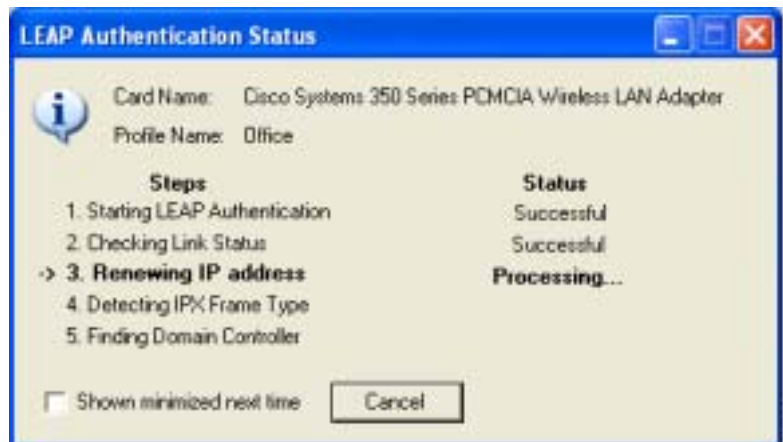 LEAP Authentication Status
Card Name: Cisco Systems 350 Series PCMCIA Wireless LAN Adapter
Profile Name: Office
Steps Status
1. Starting LEAP Authentication Successful
2. Checking Link Status Successful
-> 3. Renewing IP address Processing...
4. Detecting IPX Frame Type
5. Finding Domain Controller
Shown minimized next time Cancel